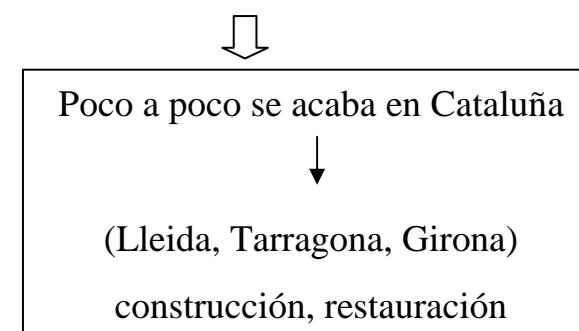 Poco a poco se acaba en Cataluña
(Lleida, Tarragona, Girona)
construcción, restauración